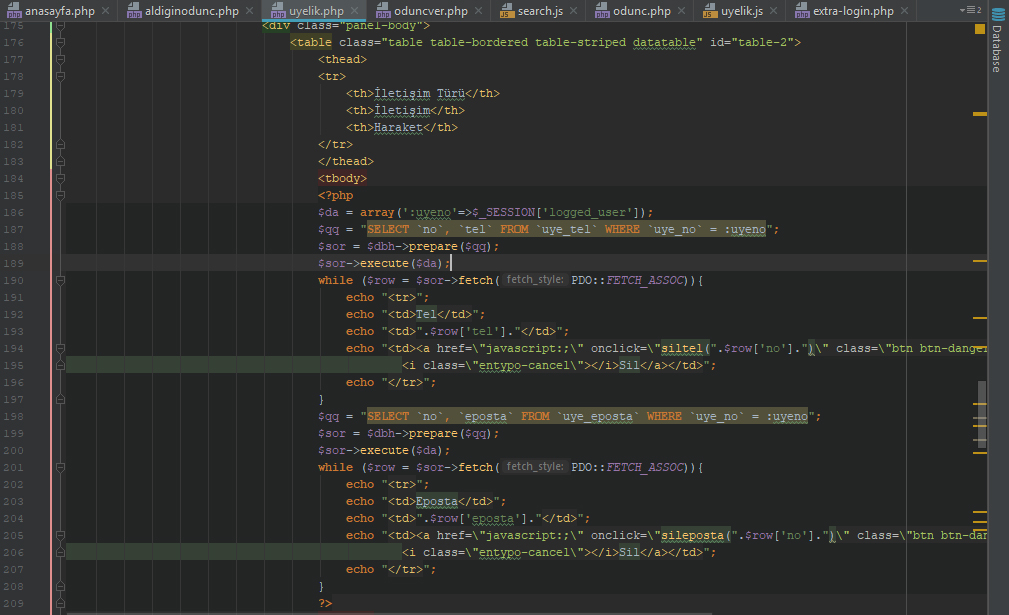 anasayfa.php aldiginodunc.php uyelik.php oduncver.php search.js odunc.php uyelik.js extra-login.php
Database
175 <div class="panel-body">
176 <table class="table table-bordered table-striped datatable" id="table-2">
177 <thead>
178 <tr>
179 <th>İletişim Türü</th>
180 <th>İletişim</th>
181 <th>Haraket</th>
182 </tr>
183 </thead>
184 <tbody>
185 <?php
186 $da = array(':uyeno'=>$_SESSION['logged_user']);
187 $qq = "SELECT `no`, `tel` FROM `uye_tel` WHERE `uye_no` = :uyeno";
188 $sor = $dbh->prepare($qq);
189 $sor->execute($da);
190 while ($row = $sor->fetch( fetch_style: PDO::FETCH_ASSOC)){
191 echo "<tr>";
192 echo "<td>Tel</td>";
193 echo "<td>".$row['tel']."</td>";
194 echo "<td><a href=\"javascript:;\" onclick=\"siltel(".$row['no'].")\" class=\"btn btn-danger
195 <i class=\"entypo-cancel\"></i>Sil</a></td>";
196 echo "</tr>";
197 }
198 $qq = "SELECT `no`, `eposta` FROM `uye_eposta` WHERE `uye_no` = :uyeno";
199 $sor = $dbh->prepare($qq);
200 $sor->execute($da);
201 while ($row = $sor->fetch( fetch_style: PDO::FETCH_ASSOC)){
202 echo "<tr>";
203 echo "<td>Eposta</td>";
204 echo "<td>".$row['eposta']."</td>";
205 echo "<td><a href=\"javascript:;\" onclick=\"sileposta(".$row['no'].")\" class=\"btn btn-dan
206 <i class=\"entypo-cancel\"></i>Sil</a></td>";
207 echo "</tr>";
208 }
209 ?>